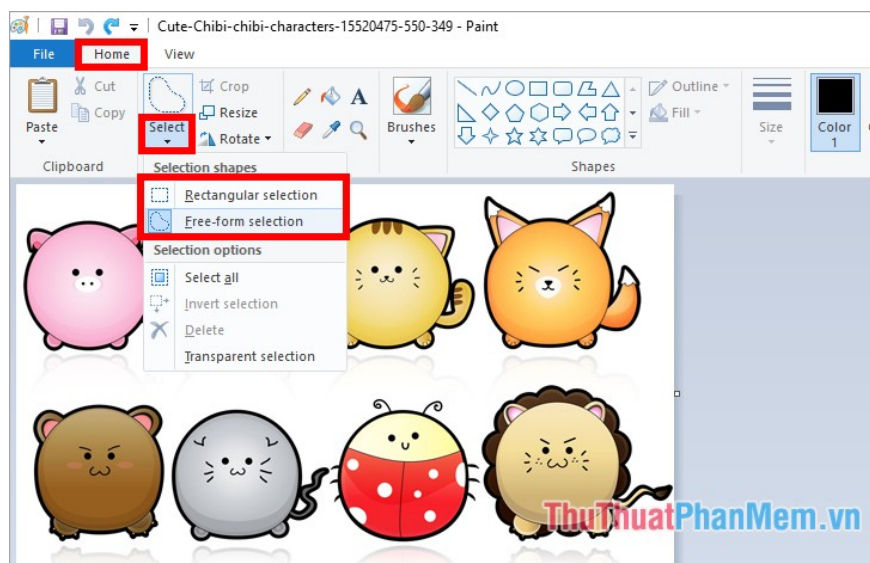 Cute-Chibi-chibi-characters-15520475-550-349 - Paint
File Home View
Cut
Copy
Paste
Clipboard
Select
Crop
Resize
Rotate
A
Brushes
Shapes
Outline
Fill
Size
Color
1
Selection shapes
Rectangular selection
Free-form selection
Selection options
Select all
Invert selection
Delete
Transparent selection
ThuThuatPhanMem.vn